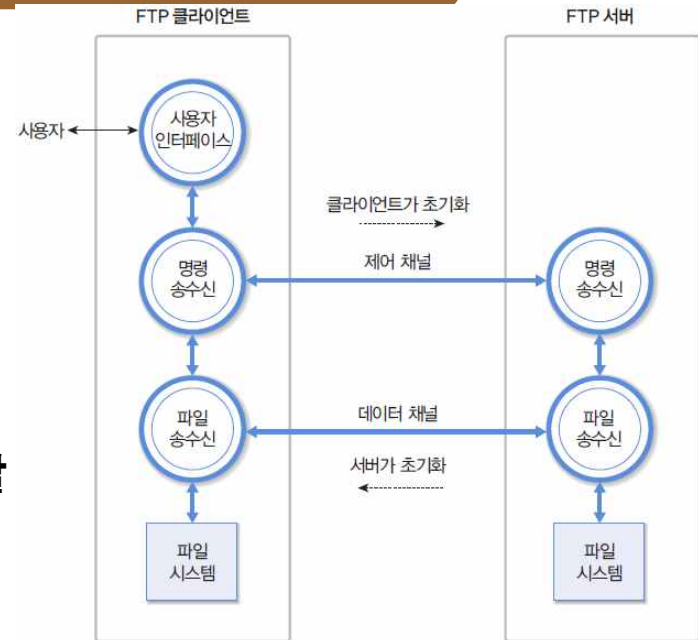 FTP 클라이언트
FTP 서버
사용자
사용자
인터페이스
클라이언트가 초기화
명령
송수신
제어 채널
명령
송수신
파일
송수신
데이터 채널
파일
송수신
서버가 초기화
파일
시스템
파일
시스템